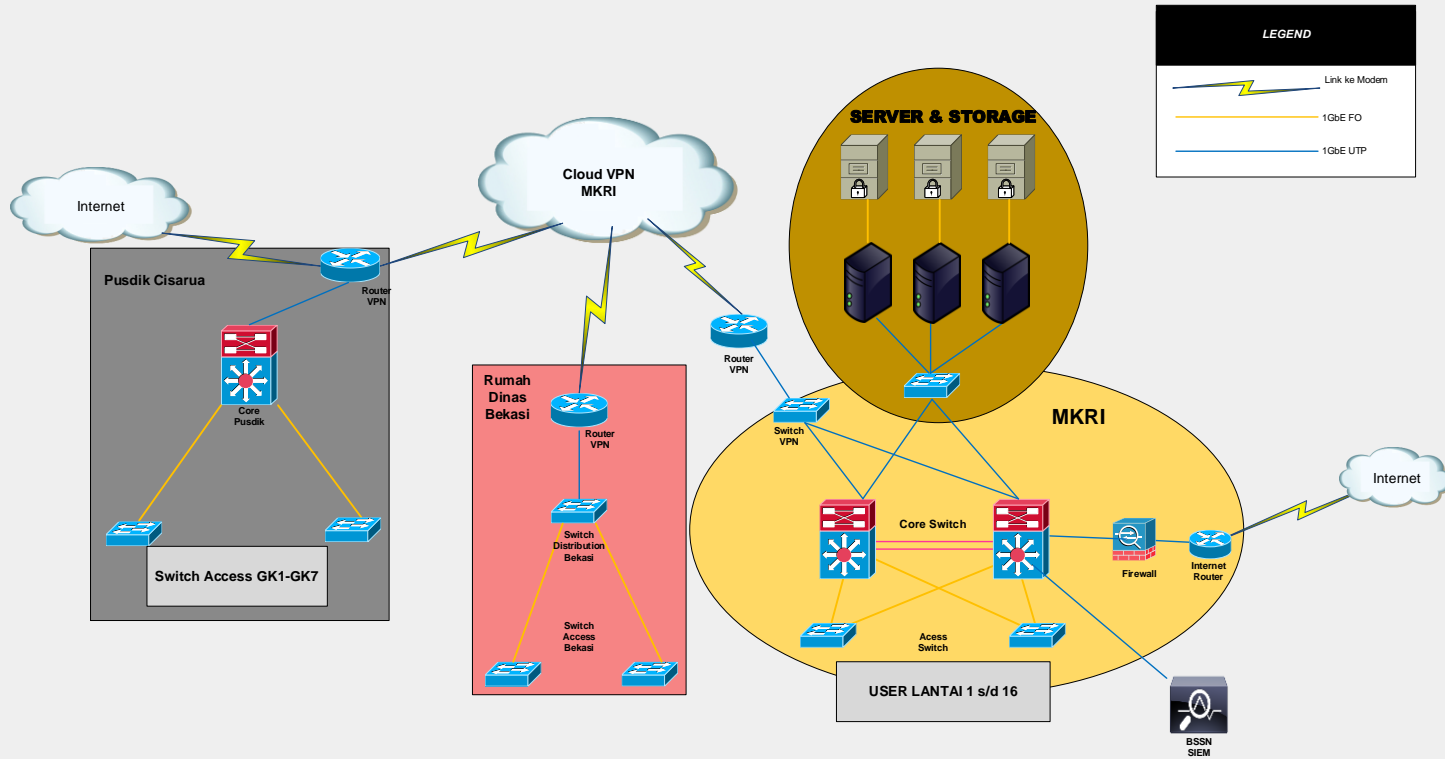 LEGEND
Link ke Modem
1GbE FO
1GbE UTP
SERVER & STORAGE
Cloud VPN
MKRI
Internet
Pusdik Cisarua
Router
VPN
Core
Pusdik
Switch Access GK1-GK7
Rumah
Dinas
Bekasi
Router
VPN
Switch
Distribution
Bekasi
Switch
Access
Bekasi
Router
VPN
Switch
VPN
MKRI
Core Switch
Firewall
Internet
Router
Internet
Acess
Switch
USER LANTAI 1 s/d 16
BSSN
SIEM